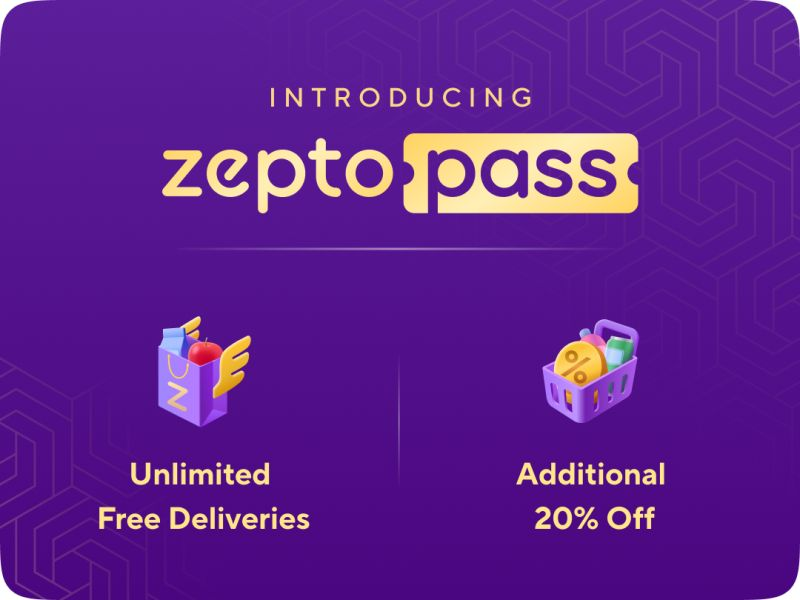 INTRODUCING
zepto pass
Unlimited
Free Deliveries
Additional
20% Off
Z
%